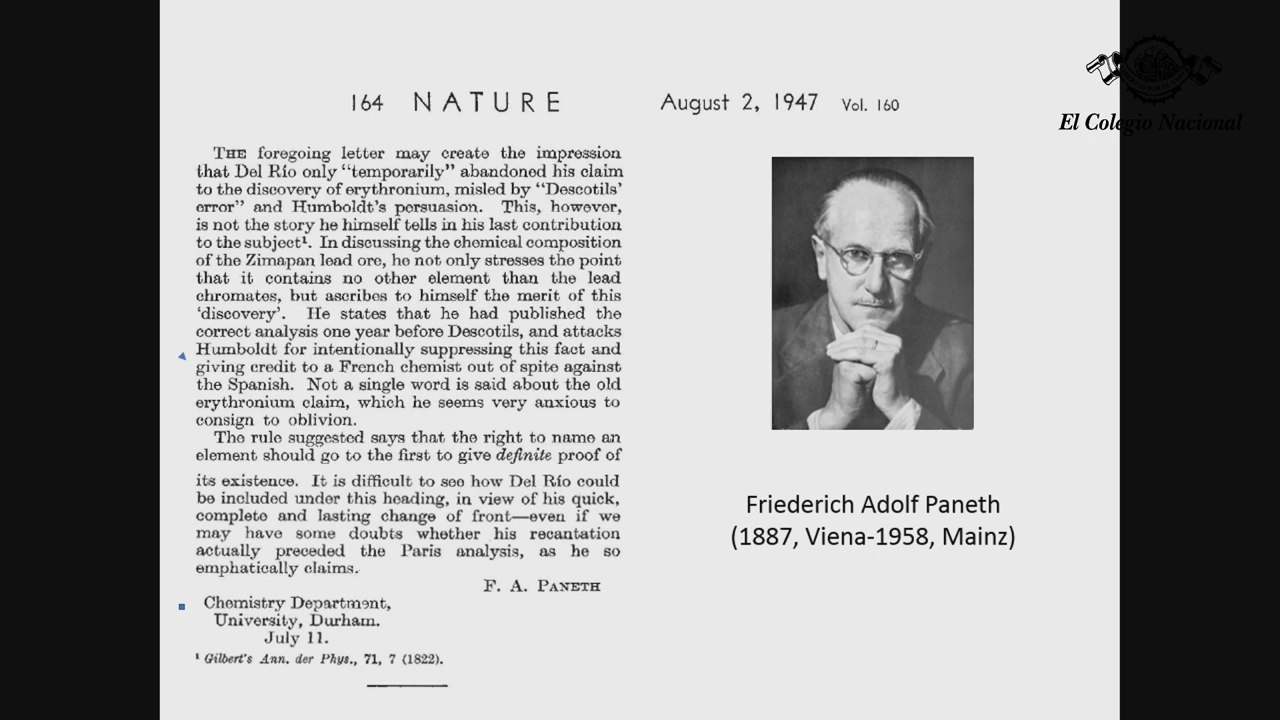 164 NATURE August 2, 1947 Vol. 160
El Colegio Nacional
THE foregoing letter may create the impression
that Del Río only “temporarily” abandoned his claim
to the discovery of erythronium, misled by “Descotils’
error” and Humboldt’s persuasion. This, however,
is not the story he himself tells in his last contribution
to the subject¹. In discussing the chemical composition
of the Zimapan lead ore, he not only stresses the point
that it contains no other element than the lead
chromates, but ascribes to himself the merit of this
‘discovery’. He states that he had published the
correct analysis one year before Descotils, and attacks
Humboldt for intentionally suppressing this fact and
giving credit to a French chemist out of spite against
the Spanish. Not a single word is said about the old
erythronium claim, which he seems very anxious to
consign to oblivion.
The rule suggested says that the right to name an
element should go to the first to give definite proof of
its existence. It is difficult to see how Del Río could
be included under this heading, in view of his quick,
complete and lasting change of front—even if we
may have some doubts whether his recantation
actually preceded the Paris analysis, as he so
emphatically claims.
F. A. PANETH
Chemistry Department,
University, Durham.
July 11.
¹ Gilbert's Ann. der Phys., 71, 7 (1822).
Friederich Adolf Paneth
(1887, Viena-1958, Mainz)